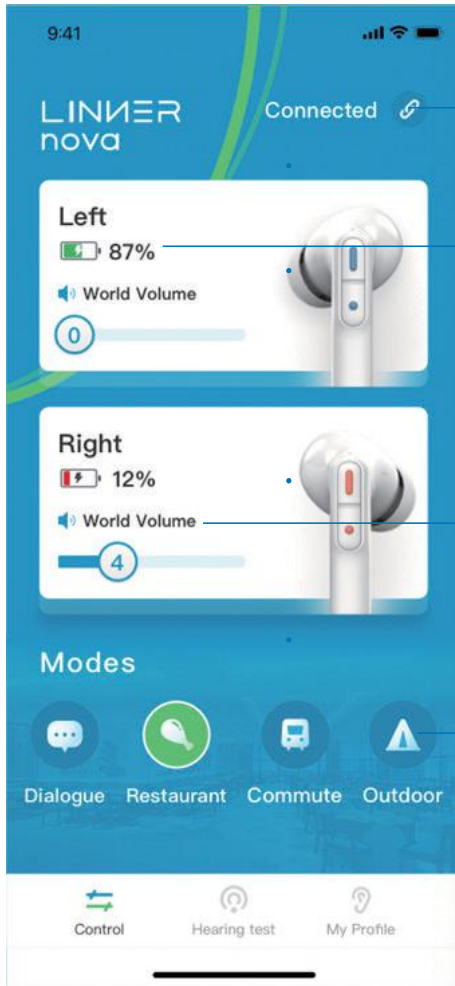 9:41
LINNER
nova
Connected
Left
87%
World Volume
0
Right
12%
World Volume
4
Modes
Dialogue Restaurant Commute Outdoor
Control Hearing test My Profile